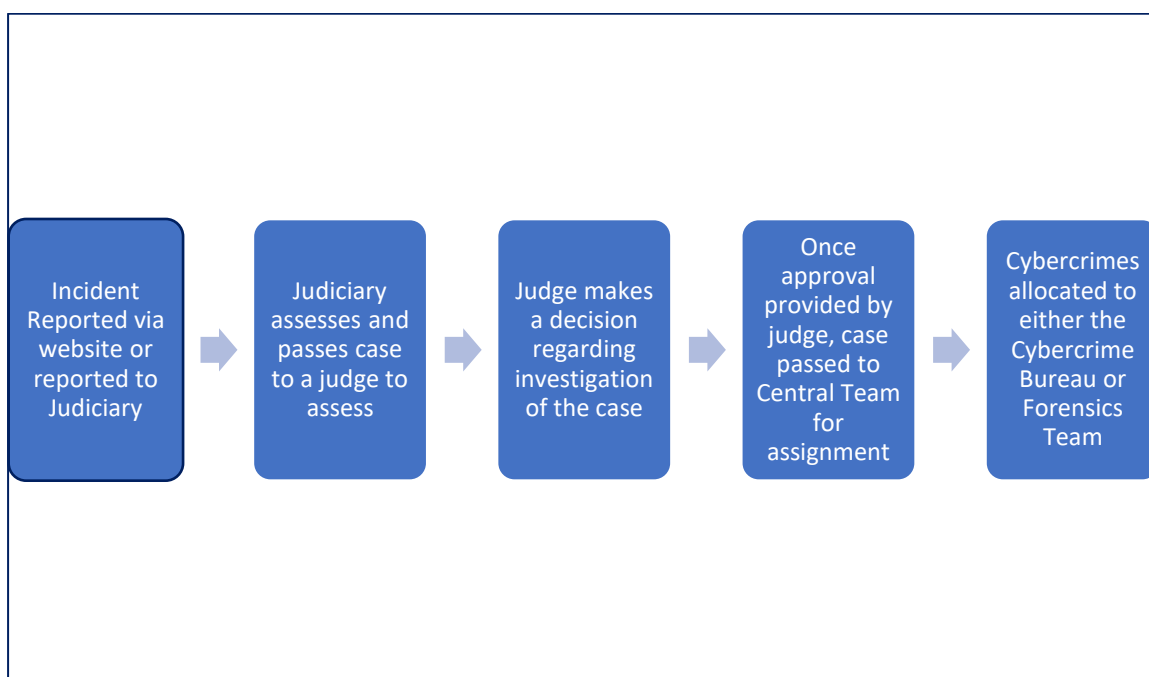 Incident
Reported via
website or
reported to
Judiciary
Judiciary
assesses and
passes case
to a judge to
assess
Judge makes
a decision
regarding
investigation
of the case
Once
approval
provided by
judge, case
passed to
Central Team
for
assignment
Cybercrimes
allocated to
either the
Cybercrime
Bureau or
Forensics
Team